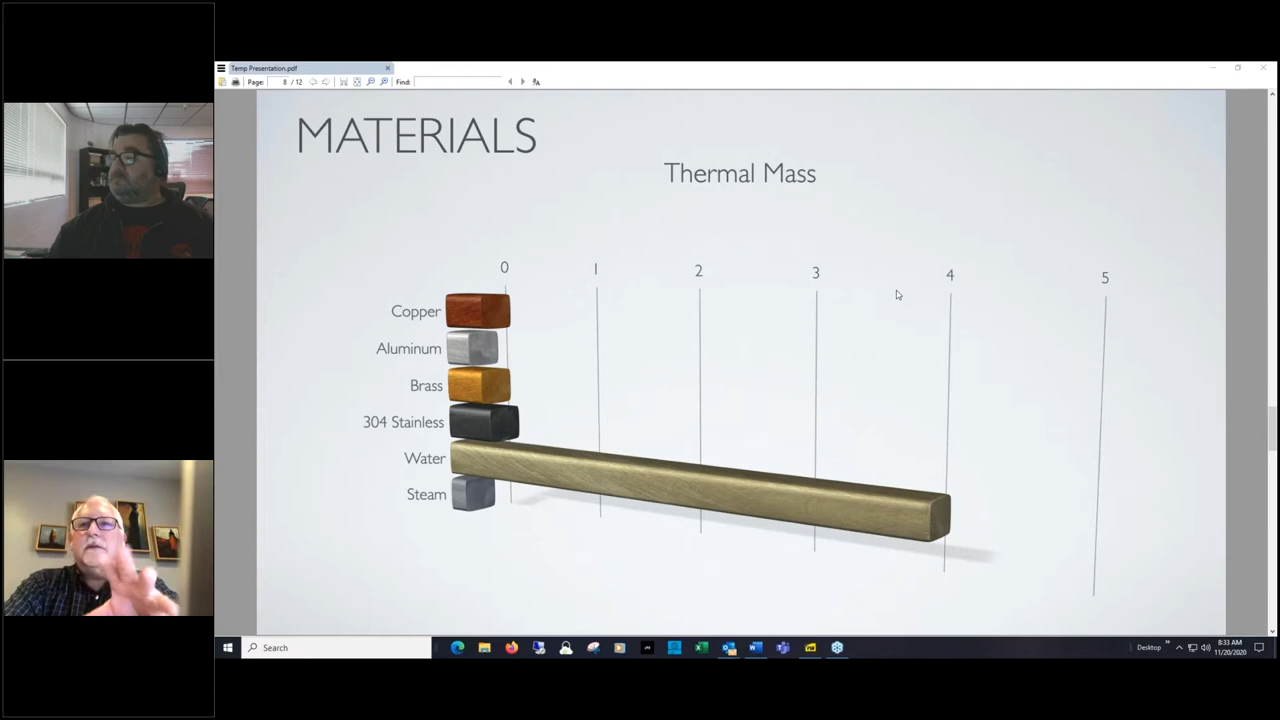 Temp Presentation.pdf
Page: 8 / 12 Find:
MATERIALS
Thermal Mass
0 1 2 3 4 5
Copper
Aluminum
Brass
304 Stainless
Water
Steam
Search
Desktop
8:33 AM
11/20/2020